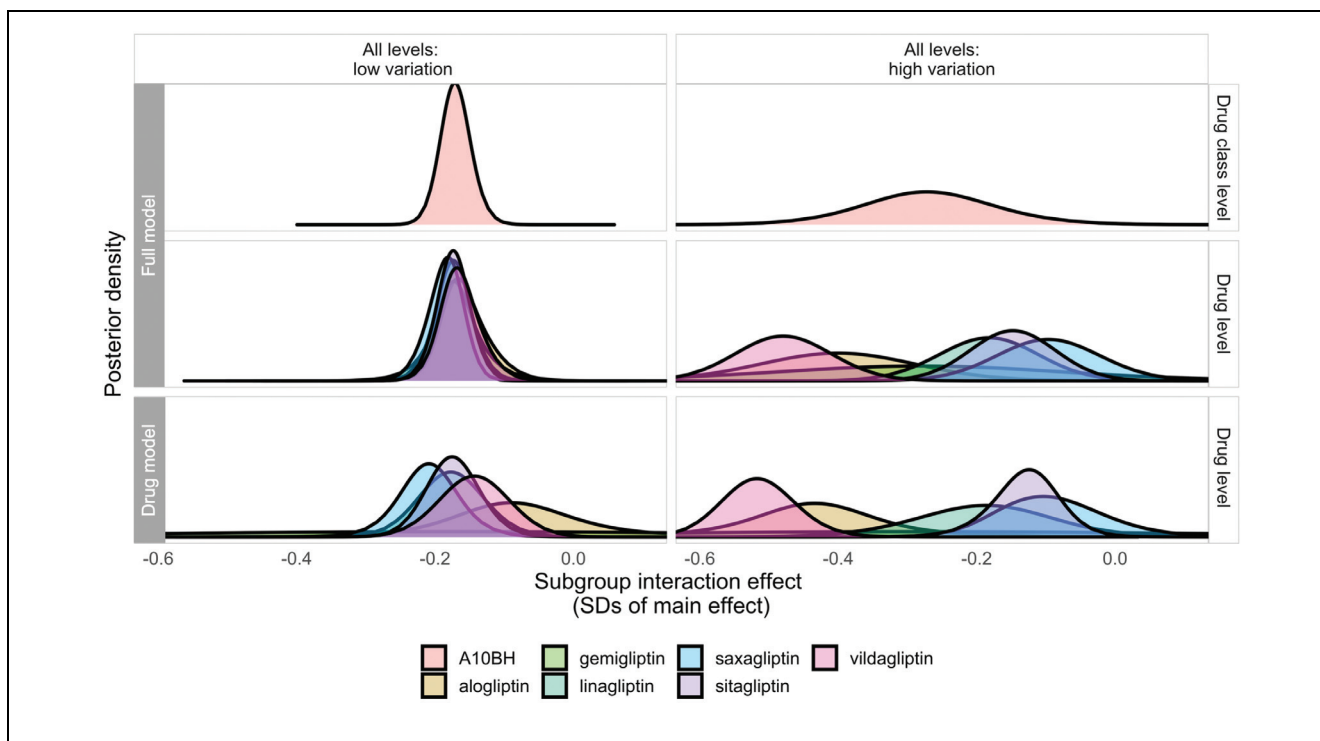 All levels:
low variation
All levels:
high variation
Posterior density
Full model
Drug model
Drug class level
Drug level
Drug level
-0.6
-0.4
-0.2
0.0
-0.6
-0.4
-0.2
0.0
Subgroup interaction effect
(SDs of main effect)
A10BH
gemigliptin
saxagliptin
vildagliptin
alogliptin
linagliptin
sitagliptin